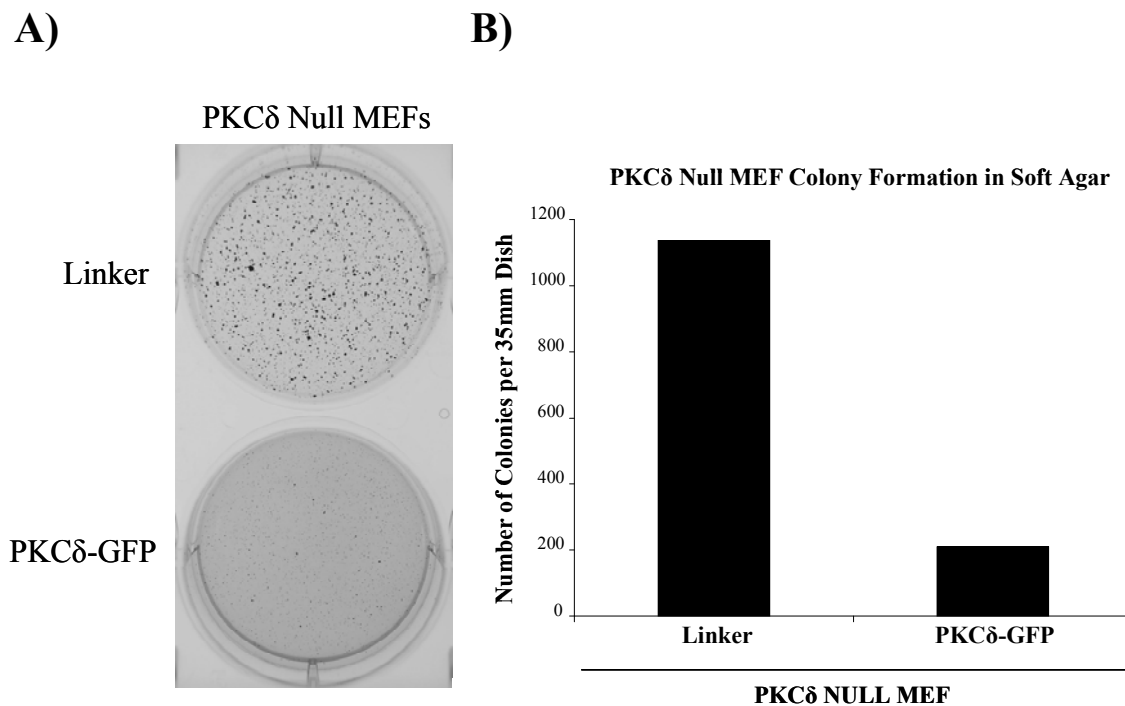 A)
B)
PKCδ Null MEFs
Linker
PKCδ-GFP
PKCδ Null MEF Colony Formation in Soft Agar
Number of Colonies per 35mm Dish
1200
1000
800
600
400
200
0
Linker
PKCδ-GFP
PKCδ NULL MEF